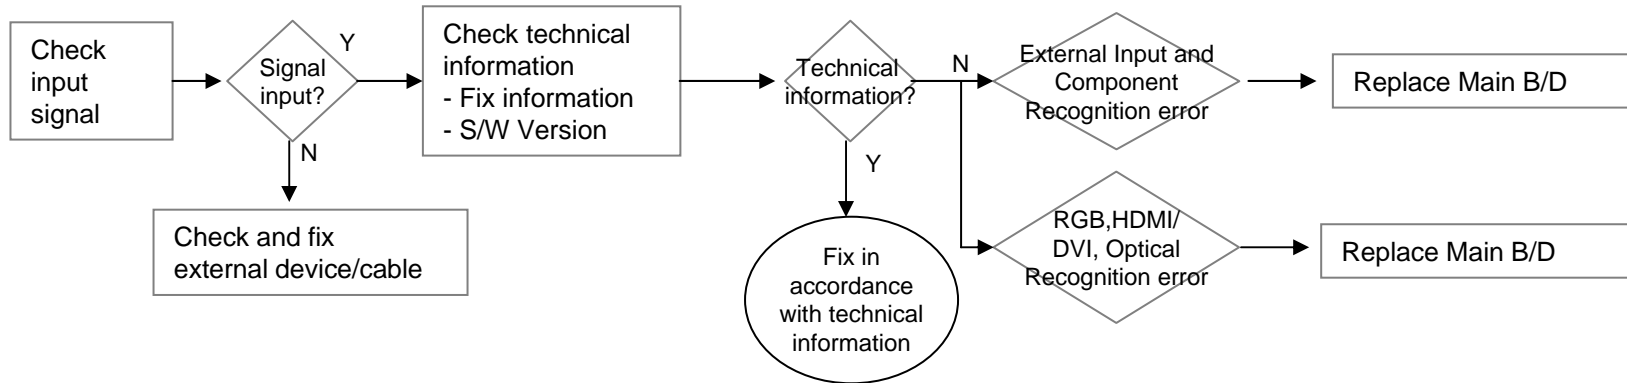 Check
input
signal
Signal
input?
Y
N
Check and fix
external device/cable
Check technical
information
- Fix information
- S/W Version
Technical
information?
Y
Fix in
accordance
with technical
information
N
External Input and
Component
Recognition error
Replace Main B/D
RGB,HDMI/
DVI, Optical
Recognition error
Replace Main B/D